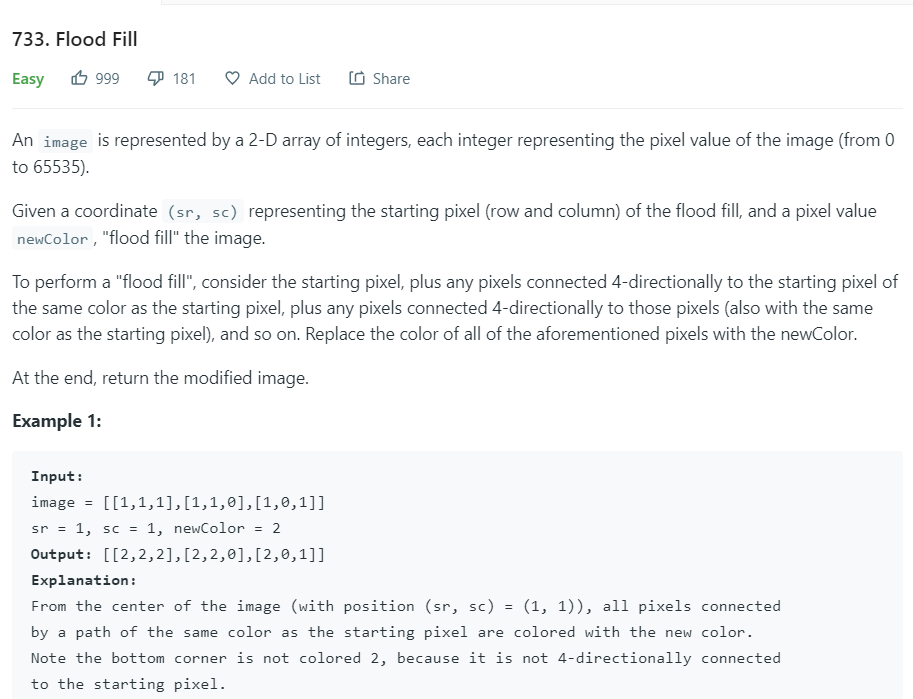 733. Flood Fill
Easy 999 181 Add to List Share
An image is represented by a 2-D array of integers, each integer representing the pixel value of the image (from 0
to 65535).
Given a coordinate (sr, sc) representing the starting pixel (row and column) of the flood fill, and a pixel value
newColor, "flood fill" the image.
To perform a "flood fill", consider the starting pixel, plus any pixels connected 4-directionally to the starting pixel of
the same color as the starting pixel, plus any pixels connected 4-directionally to those pixels (also with the same
color as the starting pixel), and so on. Replace the color of all of the aforementioned pixels with the newColor.
At the end, return the modified image.
Example 1:
Input:
image = [[1,1,1],[1,1,0],[1,0,1]]
sr = 1, sc = 1, newColor = 2
Output: [[2,2,2],[2,2,0],[2,0,1]]
Explanation:
From the center of the image (with position (sr, sc) = (1, 1)), all pixels connected
by a path of the same color as the starting pixel are colored with the new color.
Note the bottom corner is not colored 2, because it is not 4-directionally connected
to the starting pixel.